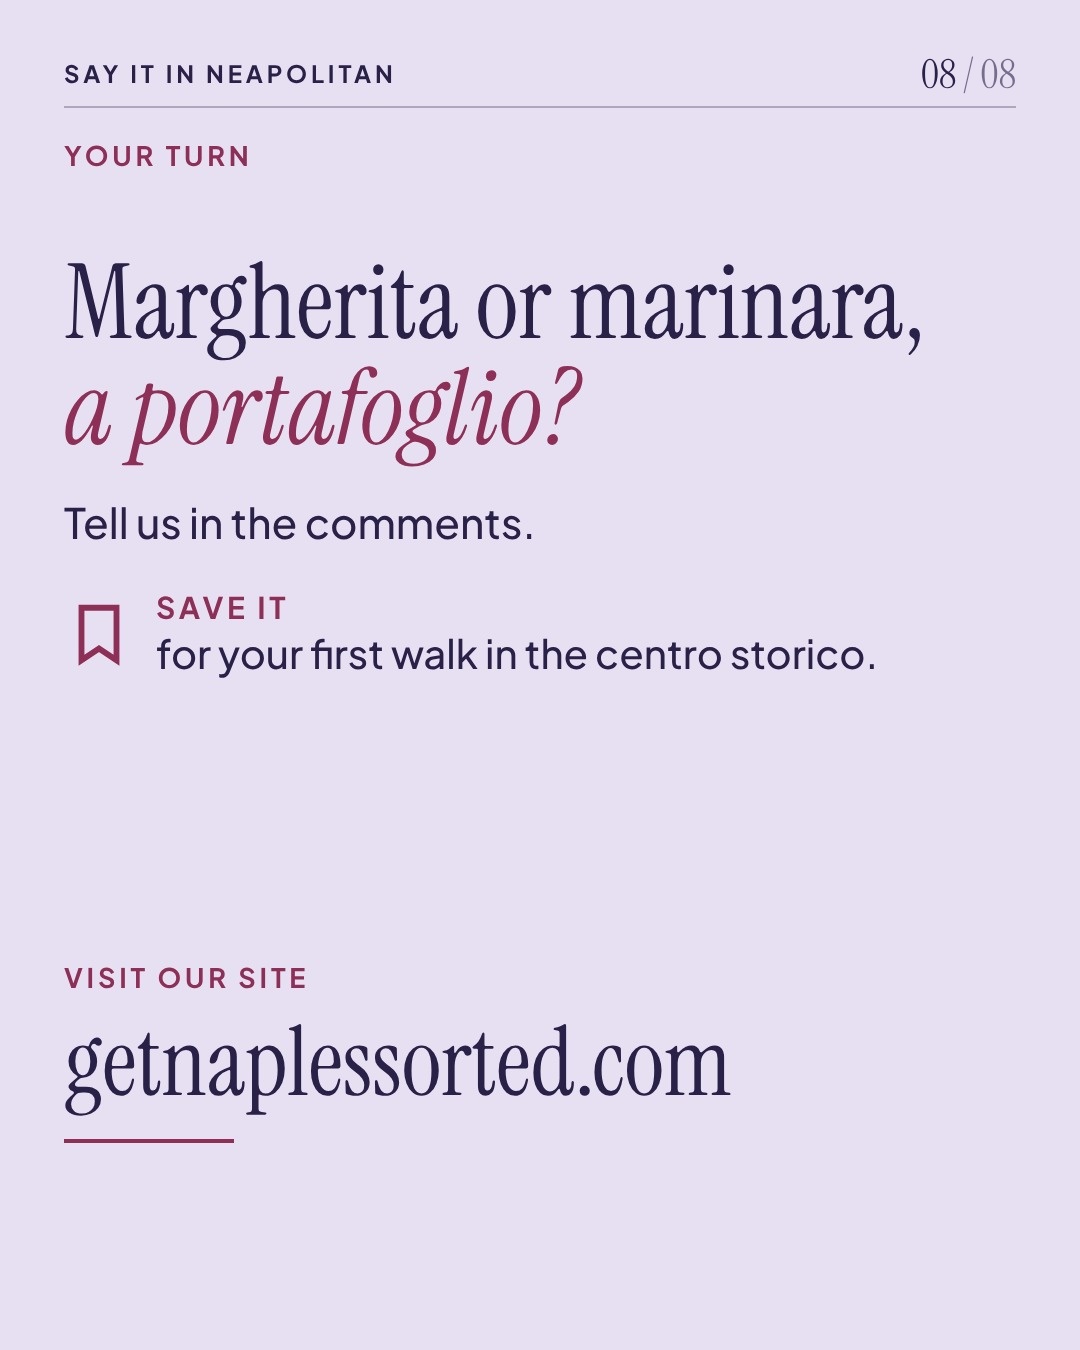 SAY IT IN NEAPOLITAN
08 / 08
YOUR TURN
Margherita or marinara,
a portafoglio?
Tell us in the comments.
SAVE IT
for your first walk in the centro storico.
VISIT OUR SITE
getnaplessorted.com